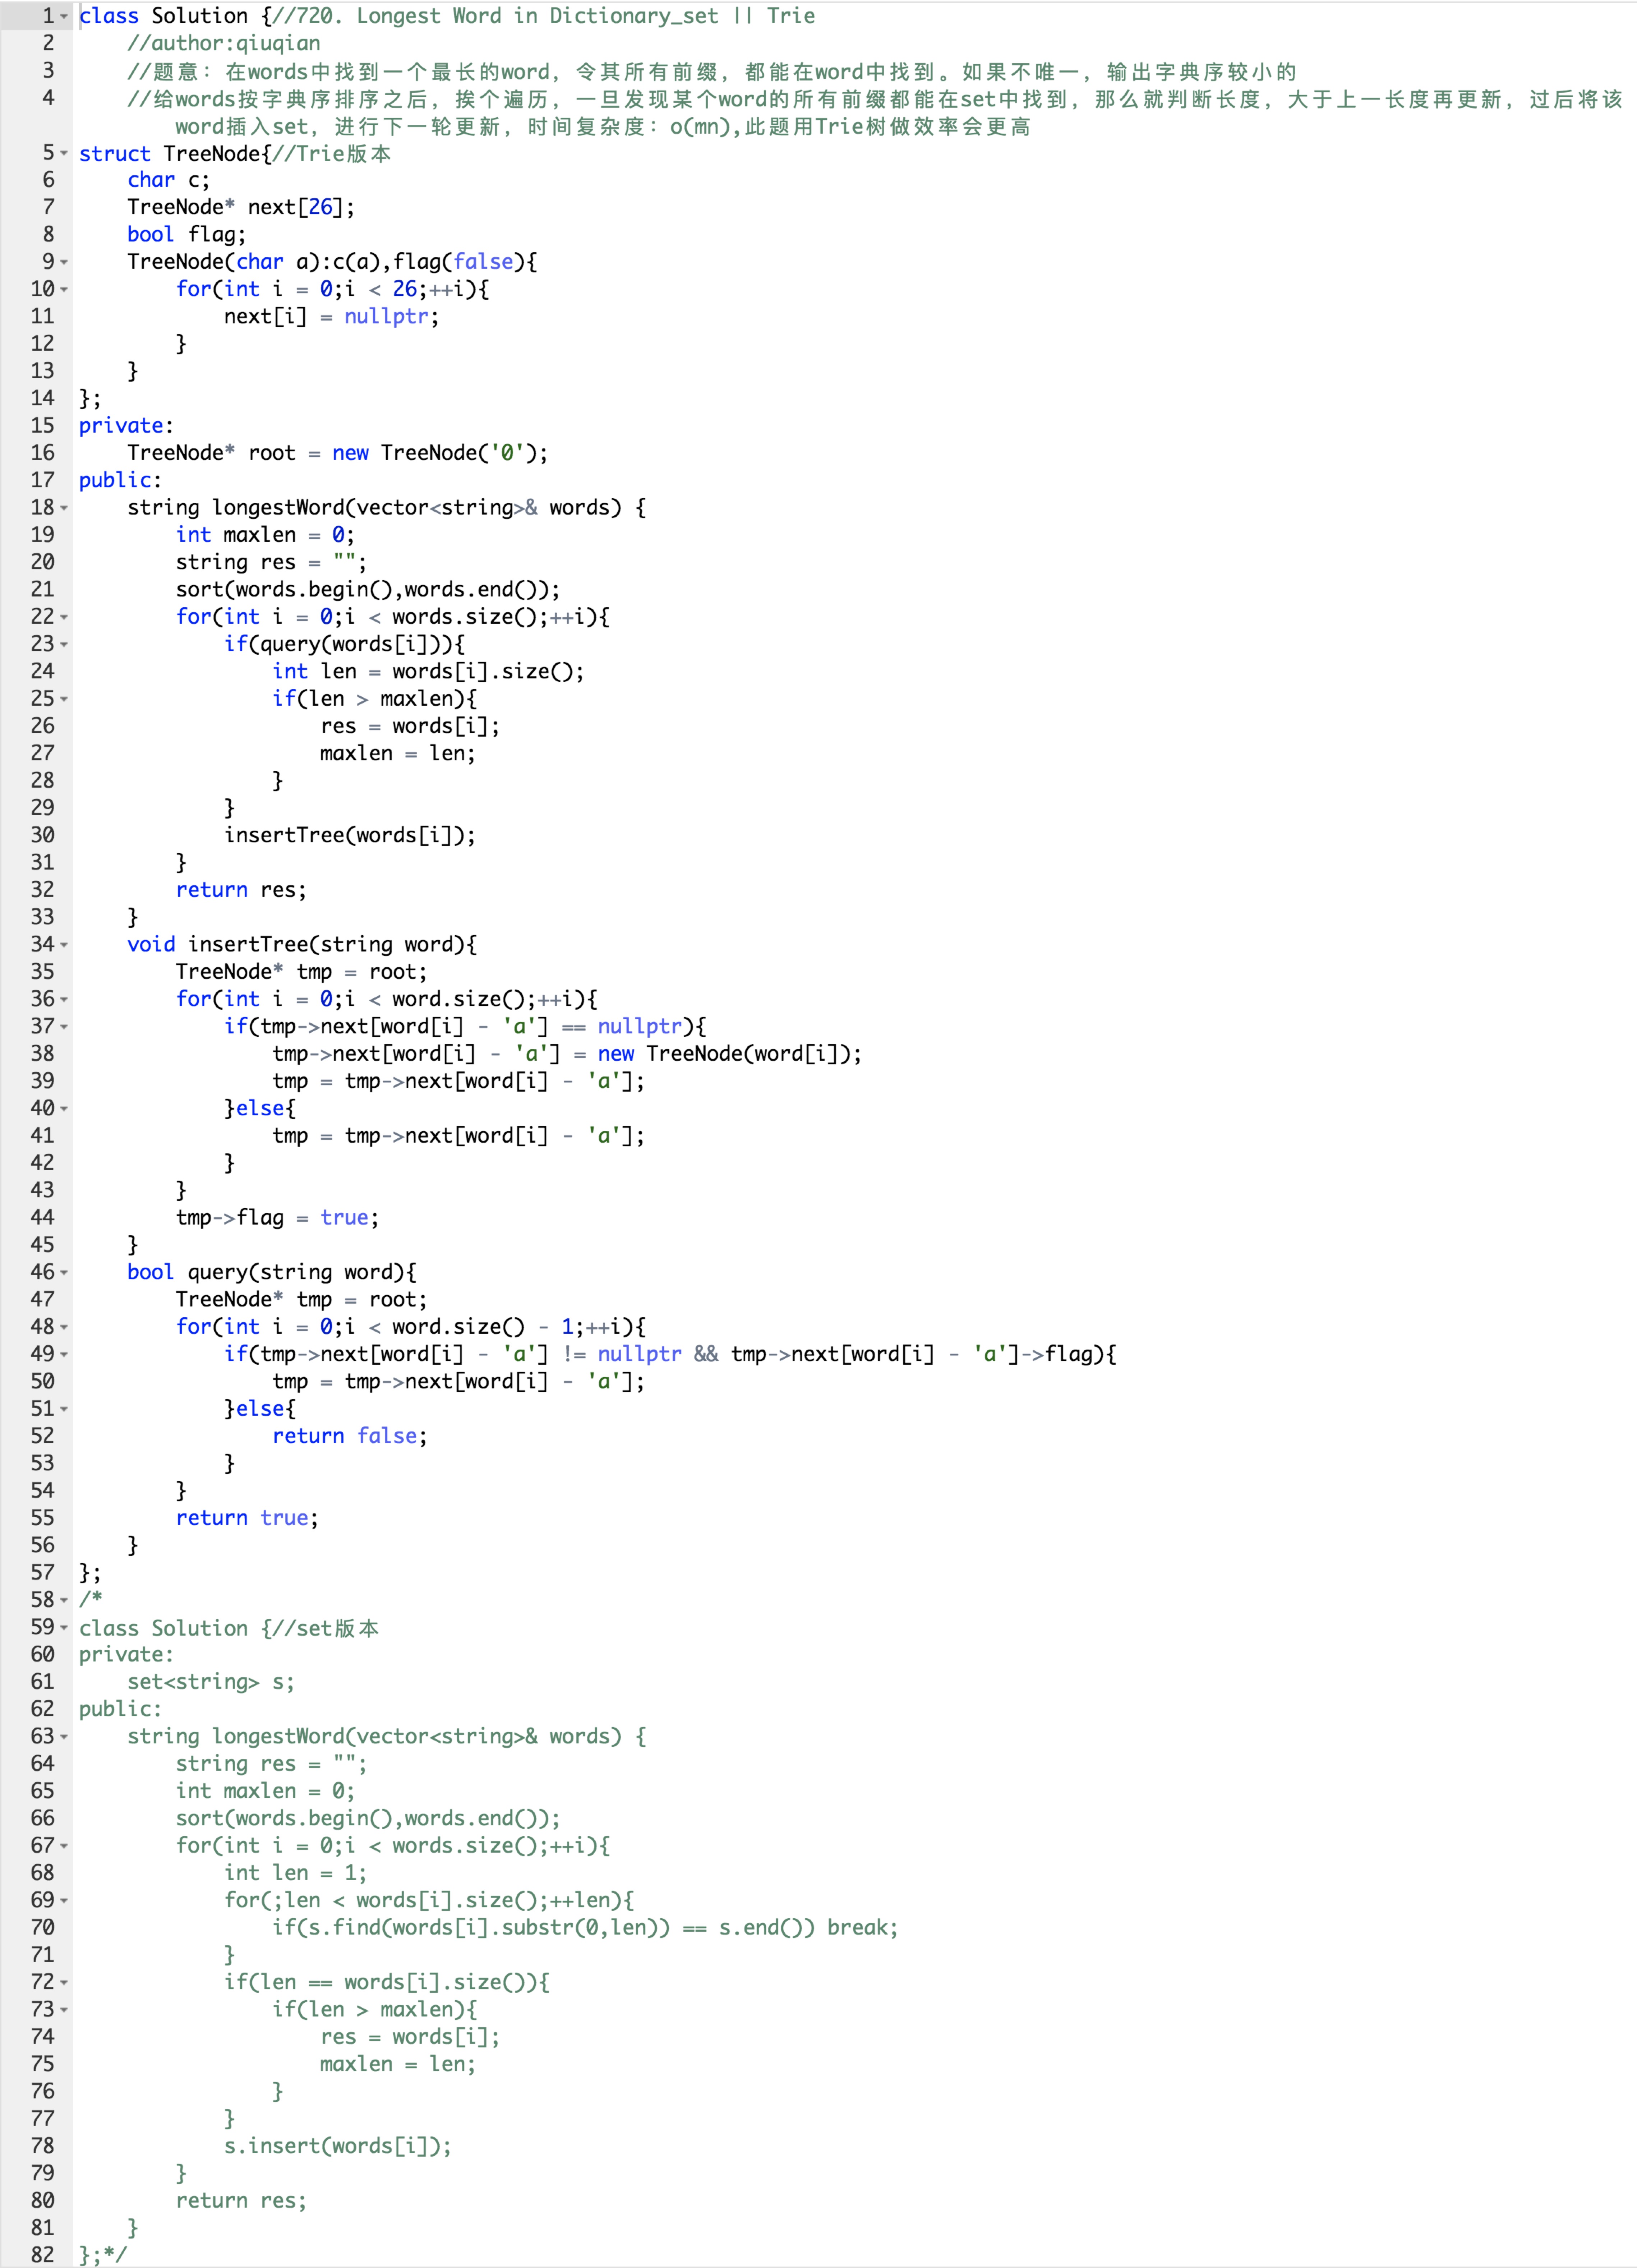 1 class Solution {//720. Longest Word in Dictionary_set || Trie
2     //author:qiuqian
3     //题意：在words中找到一个最长的word，令其所有前缀，都能在word中找到。如果不唯一，输出字典序较小的
4     //给words按字典序排序之后，挨个遍历，一旦发现某个word的所有前缀都能在set中找到，那么就判断长度，大于上一长度再更新，过后将该
        word插入set，进行下一轮更新，时间复杂度：o(mn),此题用Trie树做效率会更高
5 struct TreeNode{//Trie版本
6     char c;
7     TreeNode* next[26];
8     bool flag;
9     TreeNode(char a):c(a),flag(false){
10         for(int i = 0;i < 26;++i){
11             next[i] = nullptr;
12         }
13     }
14 };
15 private:
16     TreeNode* root = new TreeNode('0');
17 public:
18     string longestWord(vector<string>& words) {
19         int maxlen = 0;
20         string res = "";
21         sort(words.begin(),words.end());
22         for(int i = 0;i < words.size();++i){
23             if(query(words[i])){
24                 int len = words[i].size();
25                 if(len > maxlen){
26                     res = words[i];
27                     maxlen = len;
28                 }
29             }
30             insertTree(words[i]);
31         }
32         return res;
33     }
34     void insertTree(string word){
35         TreeNode* tmp = root;
36         for(int i = 0;i < word.size();++i){
37             if(tmp->next[word[i] - 'a'] == nullptr){
38                 tmp->next[word[i] - 'a'] = new TreeNode(word[i]);
39                 tmp = tmp->next[word[i] - 'a'];
40             }else{
41                 tmp = tmp->next[word[i] - 'a'];
42             }
43         }
44         tmp->flag = true;
45     }
46     bool query(string word){
47         TreeNode* tmp = root;
48         for(int i = 0;i < word.size() - 1;++i){
49             if(tmp->next[word[i] - 'a'] != nullptr && tmp->next[word[i] - 'a']->flag){
50                 tmp = tmp->next[word[i] - 'a'];
51             }else{
52                 return false;
53             }
54         }
55         return true;
56     }
57 };
58 /*
59 class Solution {//set版本
60 private:
61     set<string> s;
62 public:
63     string longestWord(vector<string>& words) {
64         string res = "";
65         int maxlen = 0;
66         sort(words.begin(),words.end());
67         for(int i = 0;i < words.size();++i){
68             int len = 1;
69             for(;len < words[i].size();++len){
70                 if(s.find(words[i].substr(0,len)) == s.end()) break;
71             }
72             if(len == words[i].size()){
73                 if(len > maxlen){
74                     res = words[i];
75                     maxlen = len;
76                 }
77             }
78             s.insert(words[i]);
79         }
80         return res;
81     }
82 };*/